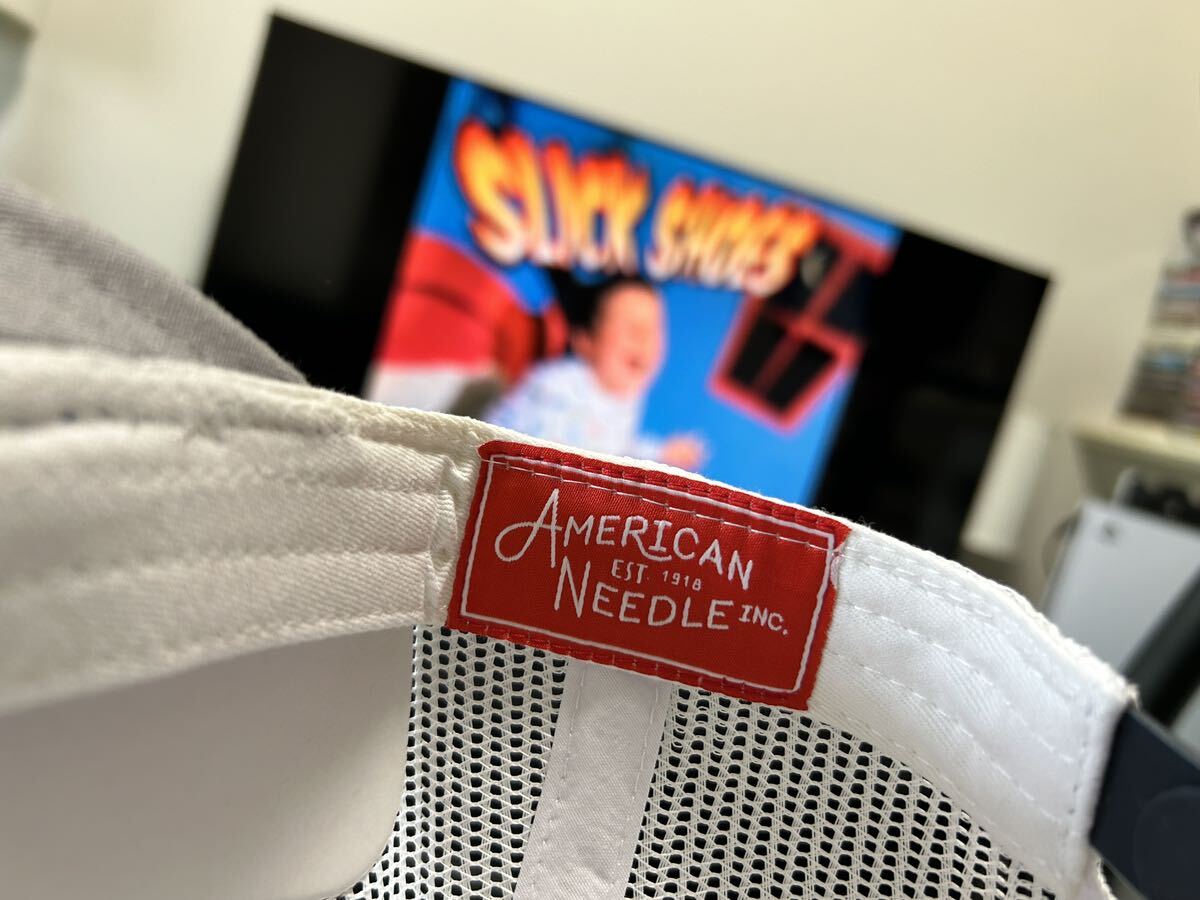 SLICK SHOES
AMERICAN
EST. 1918
NEEDLE INC.